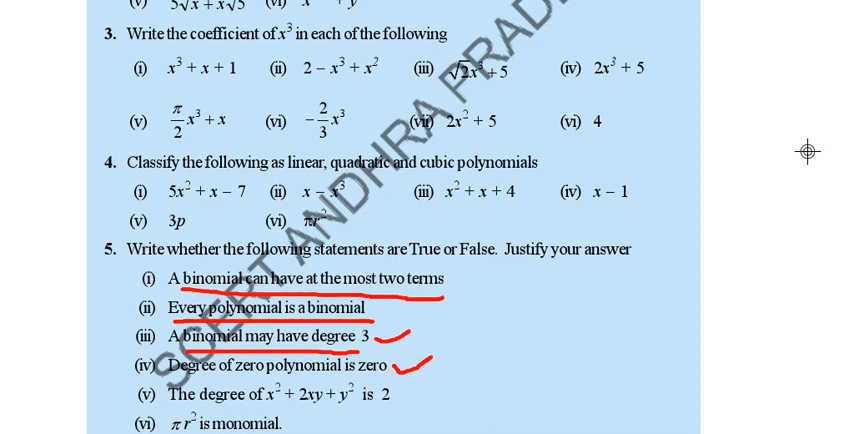 (v) 5√x + x√5 (vi)
3. Write the coefficient of x³ in each of the following
(i) x³ + x + 1 (ii) 2 – x³ + x² (iii) √2x³ + 5 (iv) 2x³ + 5
(v) π/2 x³ + x (vi) –2/3 x³ (vii) 2x² + 5 (vi) 4
4. Classify the following as linear, quadratic and cubic polynomials
(i) 5x² + x – 7 (ii) x – x³ (iii) x² + x + 4 (iv) x – 1
(v) 3p (vi) πr²
5. Write whether the following statements are True or False. Justify your answer
(i) A binomial can have at the most two terms
(ii) Every polynomial is a binomial
(iii) A binomial may have degree 3
(iv) Degree of zero polynomial is zero
(v) The degree of x² + 2xy + y² is 2
(vi) π r² is monomial.
SCERT ANDHRA PRAD